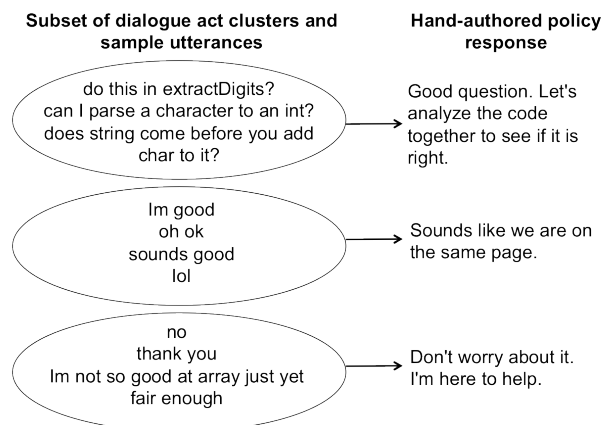 Subset of dialogue act clusters and
sample utterances
Hand-authored policy
response
do this in extractDigits?
can I parse a character to an int?
does string come before you add
char to it?
Good question. Let's
analyze the code
together to see if it is
right.
Im good
oh ok
sounds good
lol
Sounds like we are on
the same page.
no
thank you
Im not so good at array just yet
fair enough
Don't worry about it.
I'm here to help.